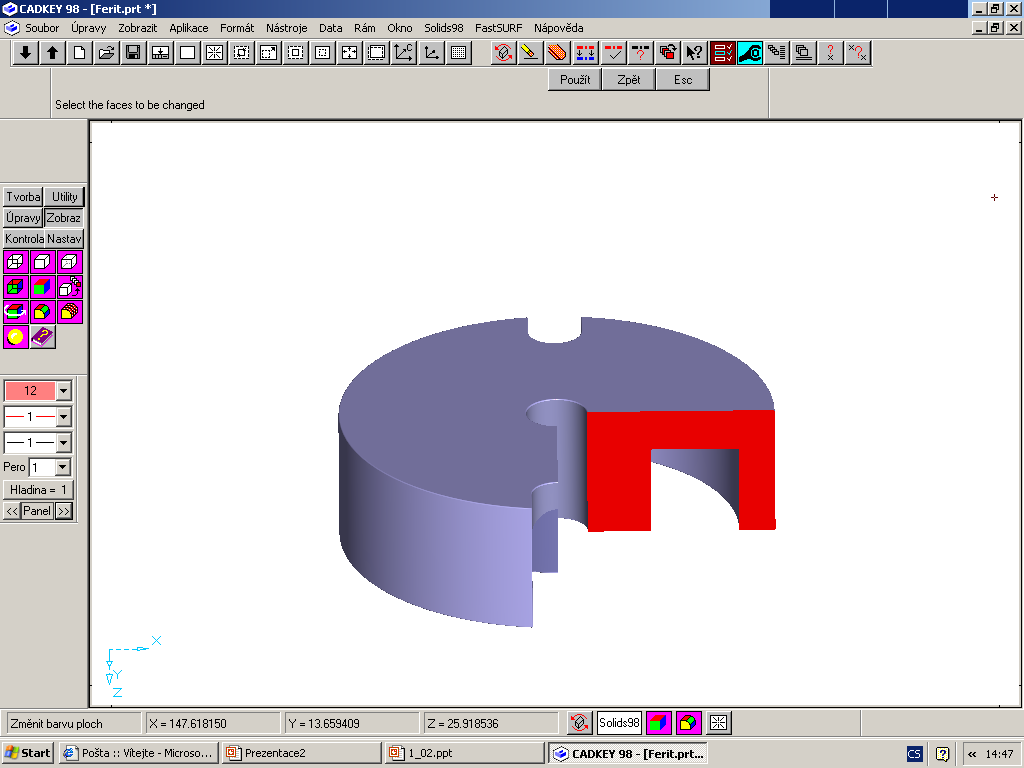 CADKEY 98 - [Ferit.prt *]
Soubor Úpravy Zobrazit Aplikace Formát Nástroje Data Rám Okno Solids98 FastSURF Nápověda
Použít Zpět Esc
Select the faces to be changed
Tvorba Utility
Úpravy Zobraz
Kontrola Nastav
12
1
1
Pero 1
Hladina = 1
<< Panel >>
X
Y
Z
Změnit barvu ploch X = 147.618150 Y = 13.659409 Z = 25.918536 Solids98
Start Pošta :: Vítejte - Microso... Prezentace2 1_02.ppt CADKEY 98 - [Ferit.prt... CS « 14:47